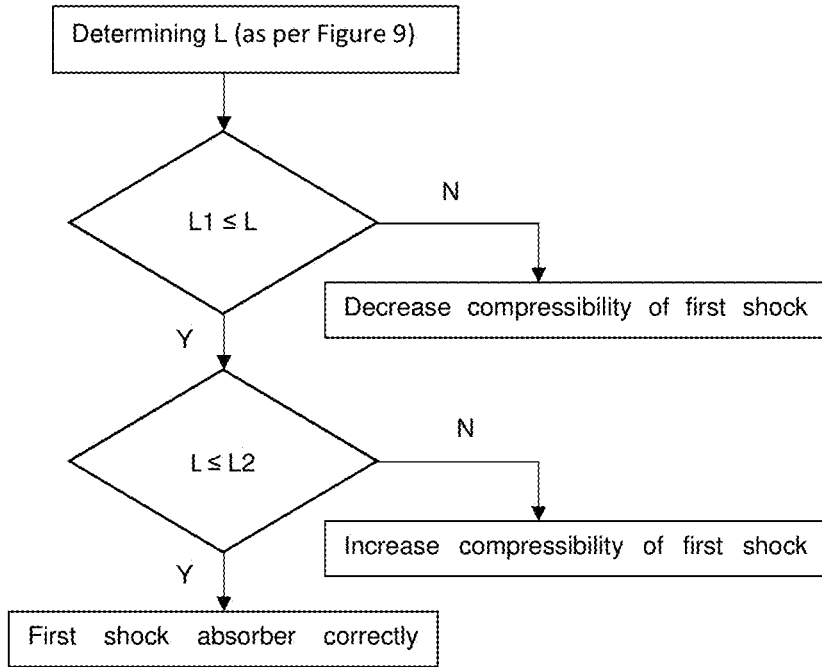 Determining L (as per Figure 9)
L1 ≤ L
N
Decrease compressibility of first shock
Y
L ≤ L2
N
Increase compressibility of first shock
Y
First shock absorber correctly